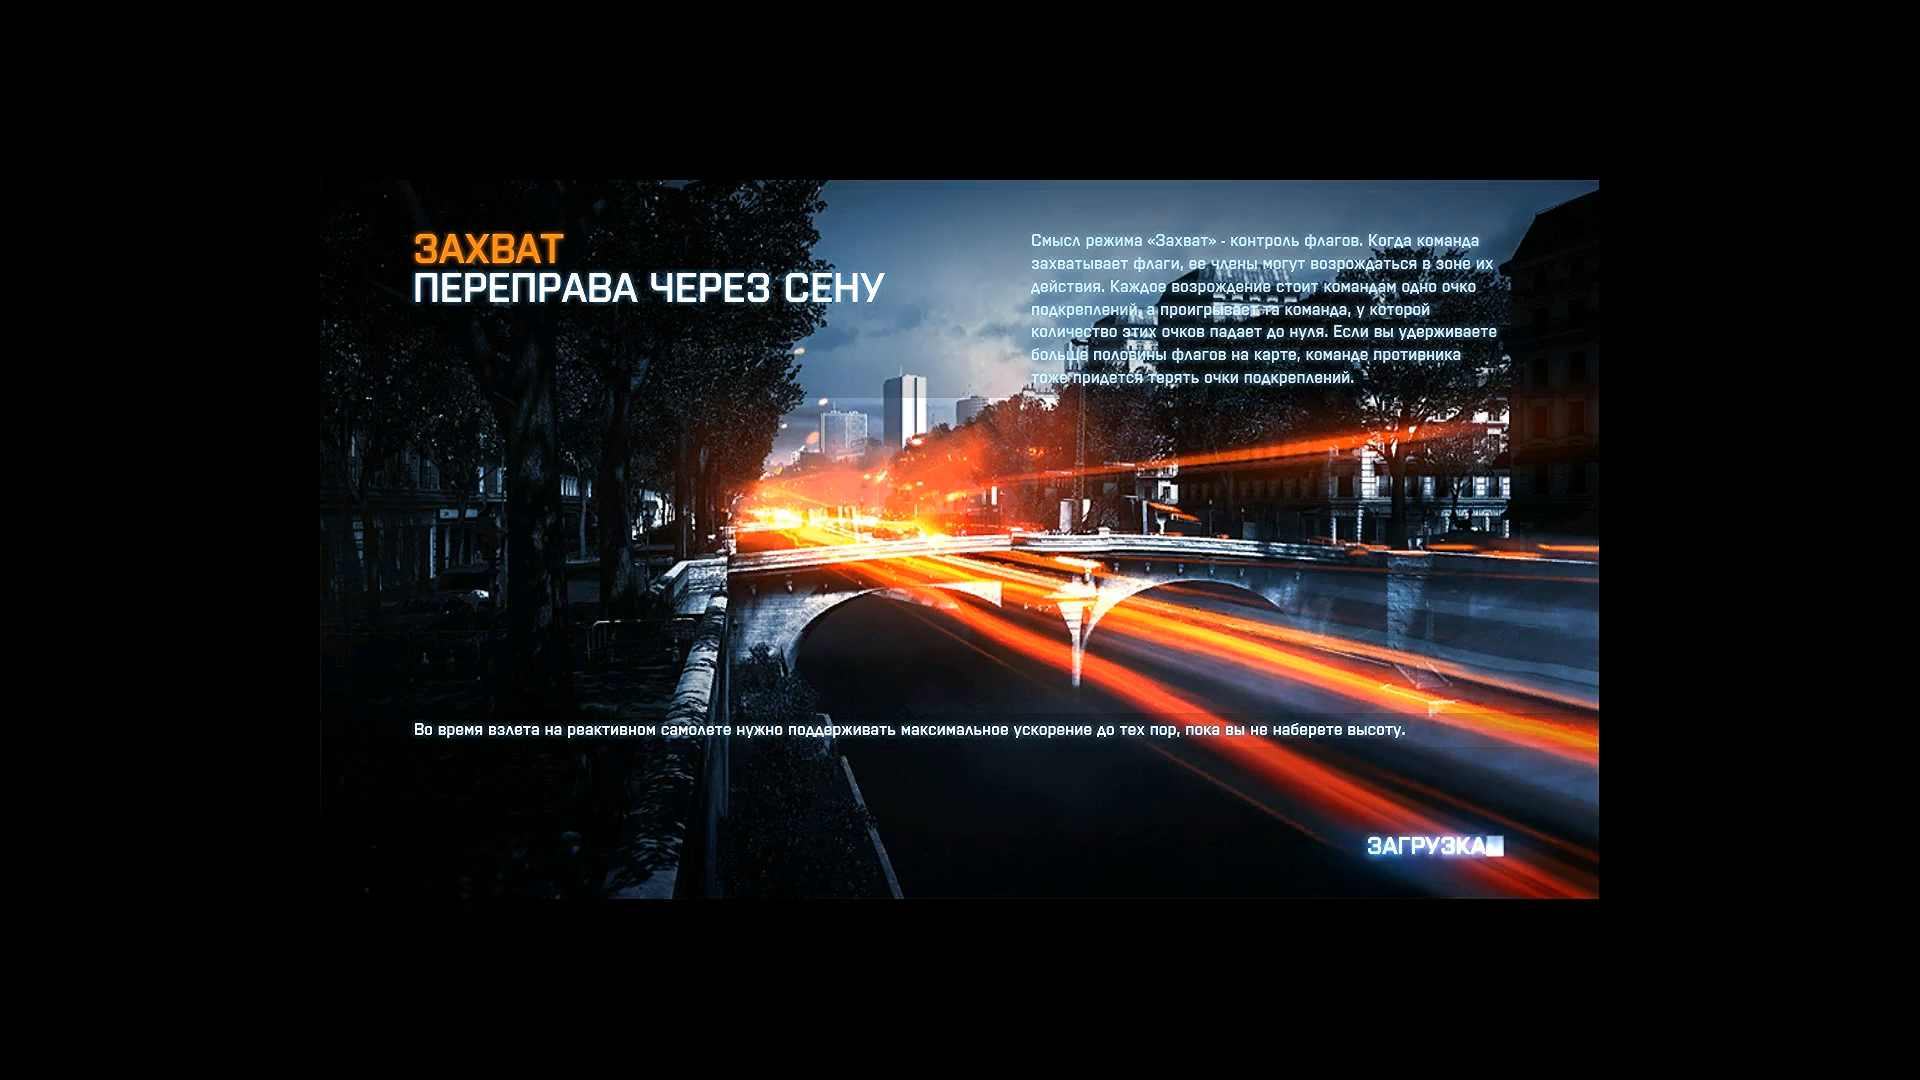 ЗАХВАТ
ПЕРЕПРАВА ЧЕРЕЗ СЕНУ
Смысл режима «Захват» - контроль флагов. Когда команда
захватывает флаги, ее члены могут возрождаться в зоне их
действия. Каждое возрождение стоит командам одно очко
подкреплений, а проигрывает та команда, у которой
количество этих очков падает до нуля. Если вы удерживаете
больше половины флагов на карте, команде противника
тоже придется терять очки подкреплений.
Во время взлета на реактивном самолете нужно поддерживать максимальное ускорение до тех пор, пока вы не наберете высоту.
ЗАГРУЗКА